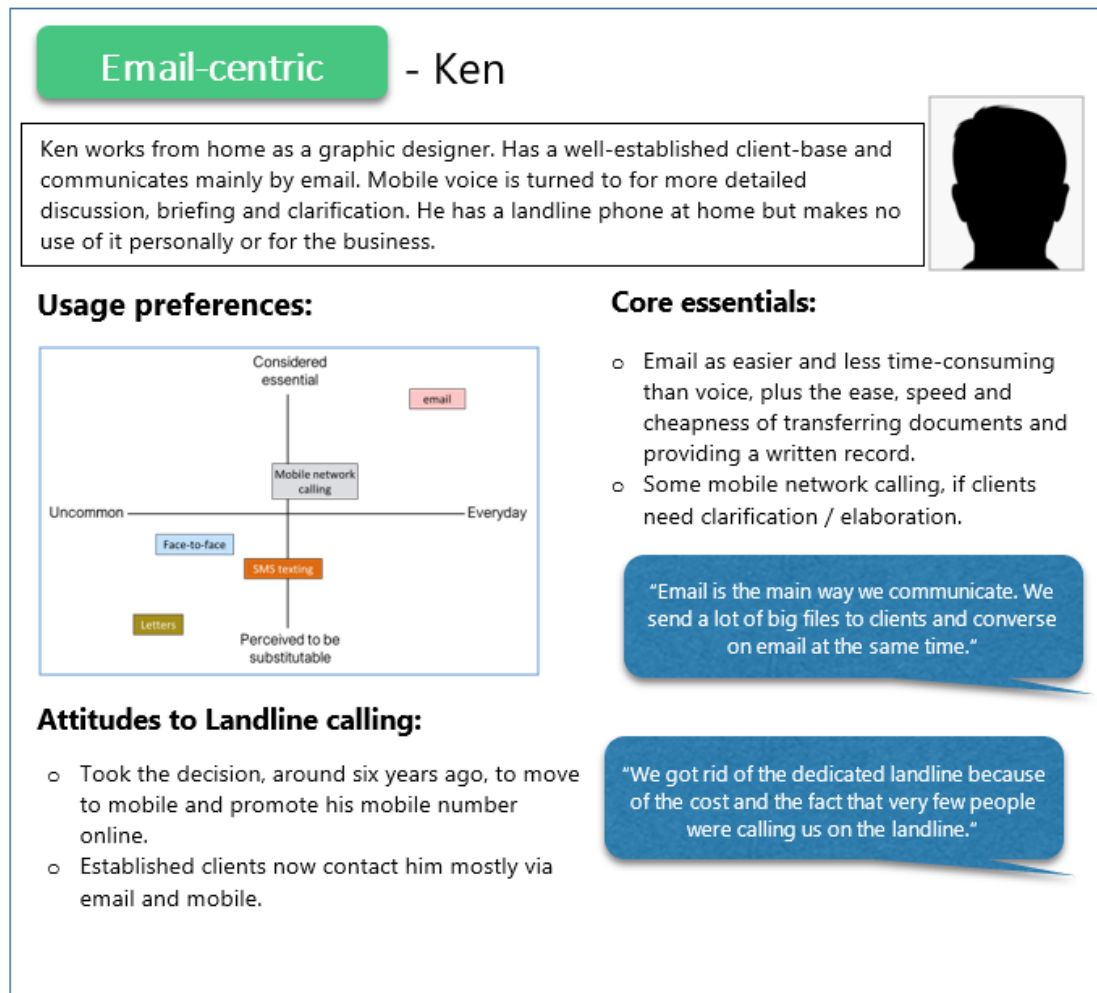 Email-centric - Ken
Ken works from home as a graphic designer. Has a well-established client-base and
communicates mainly by email. Mobile voice is turned to for more detailed
discussion, briefing and clarification. He has a landline phone at home but makes no
use of it personally or for the business.
Usage preferences:
Considered
essential
email
Mobile network
calling
Uncommon
Everyday
Face-to-face
SMS texting
Letters
Perceived to be
substitutable
Core essentials:
o Email as easier and less time-consuming
than voice, plus the ease, speed and
cheapness of transferring documents and
providing a written record.
o Some mobile network calling, if clients
need clarification / elaboration.
“Email is the main way we communicate. We
send a lot of big files to clients and converse
on email at the same time.”
Attitudes to Landline calling:
o Took the decision, around six years ago, to move
to mobile and promote his mobile number
online.
o Established clients now contact him mostly via
email and mobile.
“We got rid of the dedicated landline because
of the cost and the fact that very few people
were calling us on the landline.”